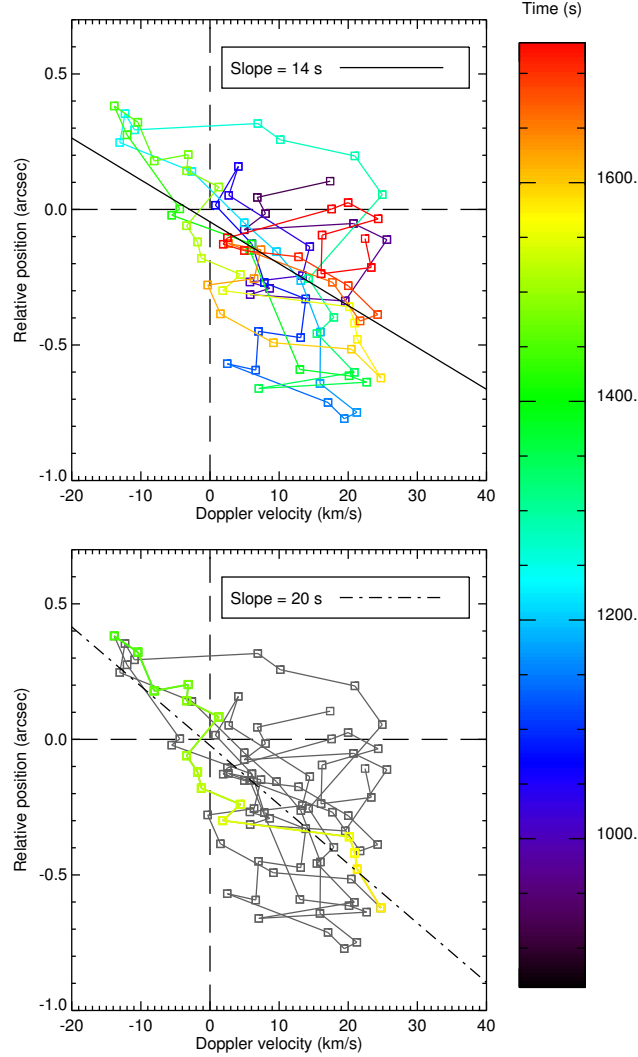 Time (s)
Slope = 14 s
0.5
0.0
-0.5
-1.0
Relative position (arcsec)
-20 -10 0 10 20 30 40
Doppler velocity (km/s)
1600.
1400.
1200.
1000.
Slope = 20 s
0.5
0.0
-0.5
-1.0
Relative position (arcsec)
-20 -10 0 10 20 30 40
Doppler velocity (km/s)